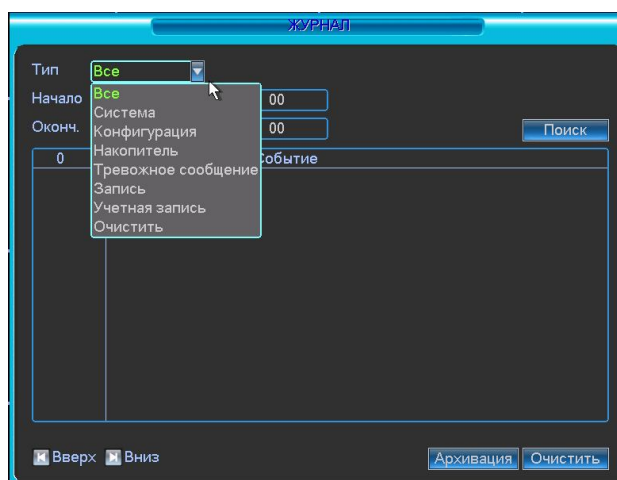 ЖУРНАЛ
Тип Все
Начало 00
Оконч. 00
Поиск
Все
Система
Конфигурация
Накопитель
Тревожное сообщение
Запись
Учетная запись
Очистить
0 Событие
Вверх Вниз Архивация Очистить